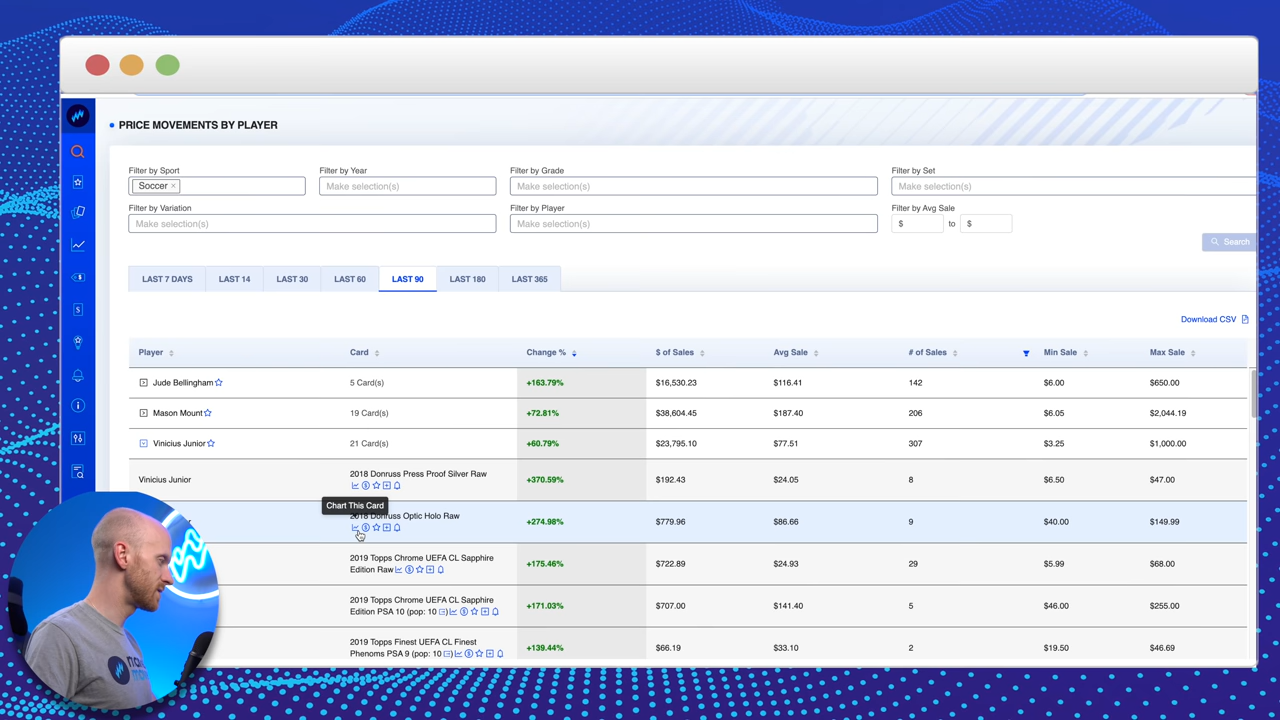 PRICE MOVEMENTS BY PLAYER
Filter by Sport Filter by Year Filter by Grade Filter by Set
Soccer × Make selection(s) Make selection(s) Make selection(s)
Filter by Variation Filter by Player Filter by Avg Sale
Make selection(s) Make selection(s) $ to $
Search
LAST 7 DAYS LAST 14 LAST 30 LAST 60 LAST 90 LAST 180 LAST 365
Download CSV
Player Card Change % $ of Sales Avg Sale # of Sales Min Sale Max Sale
Jude Bellingham 5 Card(s) +163.79% $16,530.23 $116.41 142 $6.00 $650.00
Mason Mount 19 Card(s) +72.81% $38,604.45 $187.40 206 $6.05 $2,044.19
Vinicius Junior 21 Card(s) +60.79% $23,795.10 $77.51 307 $3.25 $1,000.00
Vinicius Junior 2018 Donruss Press Proof Silver Raw +370.59% $192.43 $24.05 8 $6.50 $47.00
Chart This Card
2018 Donruss Optic Holo Raw +274.98% $779.96 $86.66 9 $40.00 $149.99
2019 Topps Chrome UEFA CL Sapphire
Edition Raw +175.46% $722.89 $24.93 29 $5.99 $68.00
2019 Topps Chrome UEFA CL Sapphire
Edition PSA 10 (pop: 10 ) +171.03% $707.00 $141.40 5 $46.00 $255.00
2019 Topps Finest UEFA CL Finest
Phenoms PSA 9 (pop: 10 ) +139.44% $66.19 $33.10 2 $19.50 $46.69